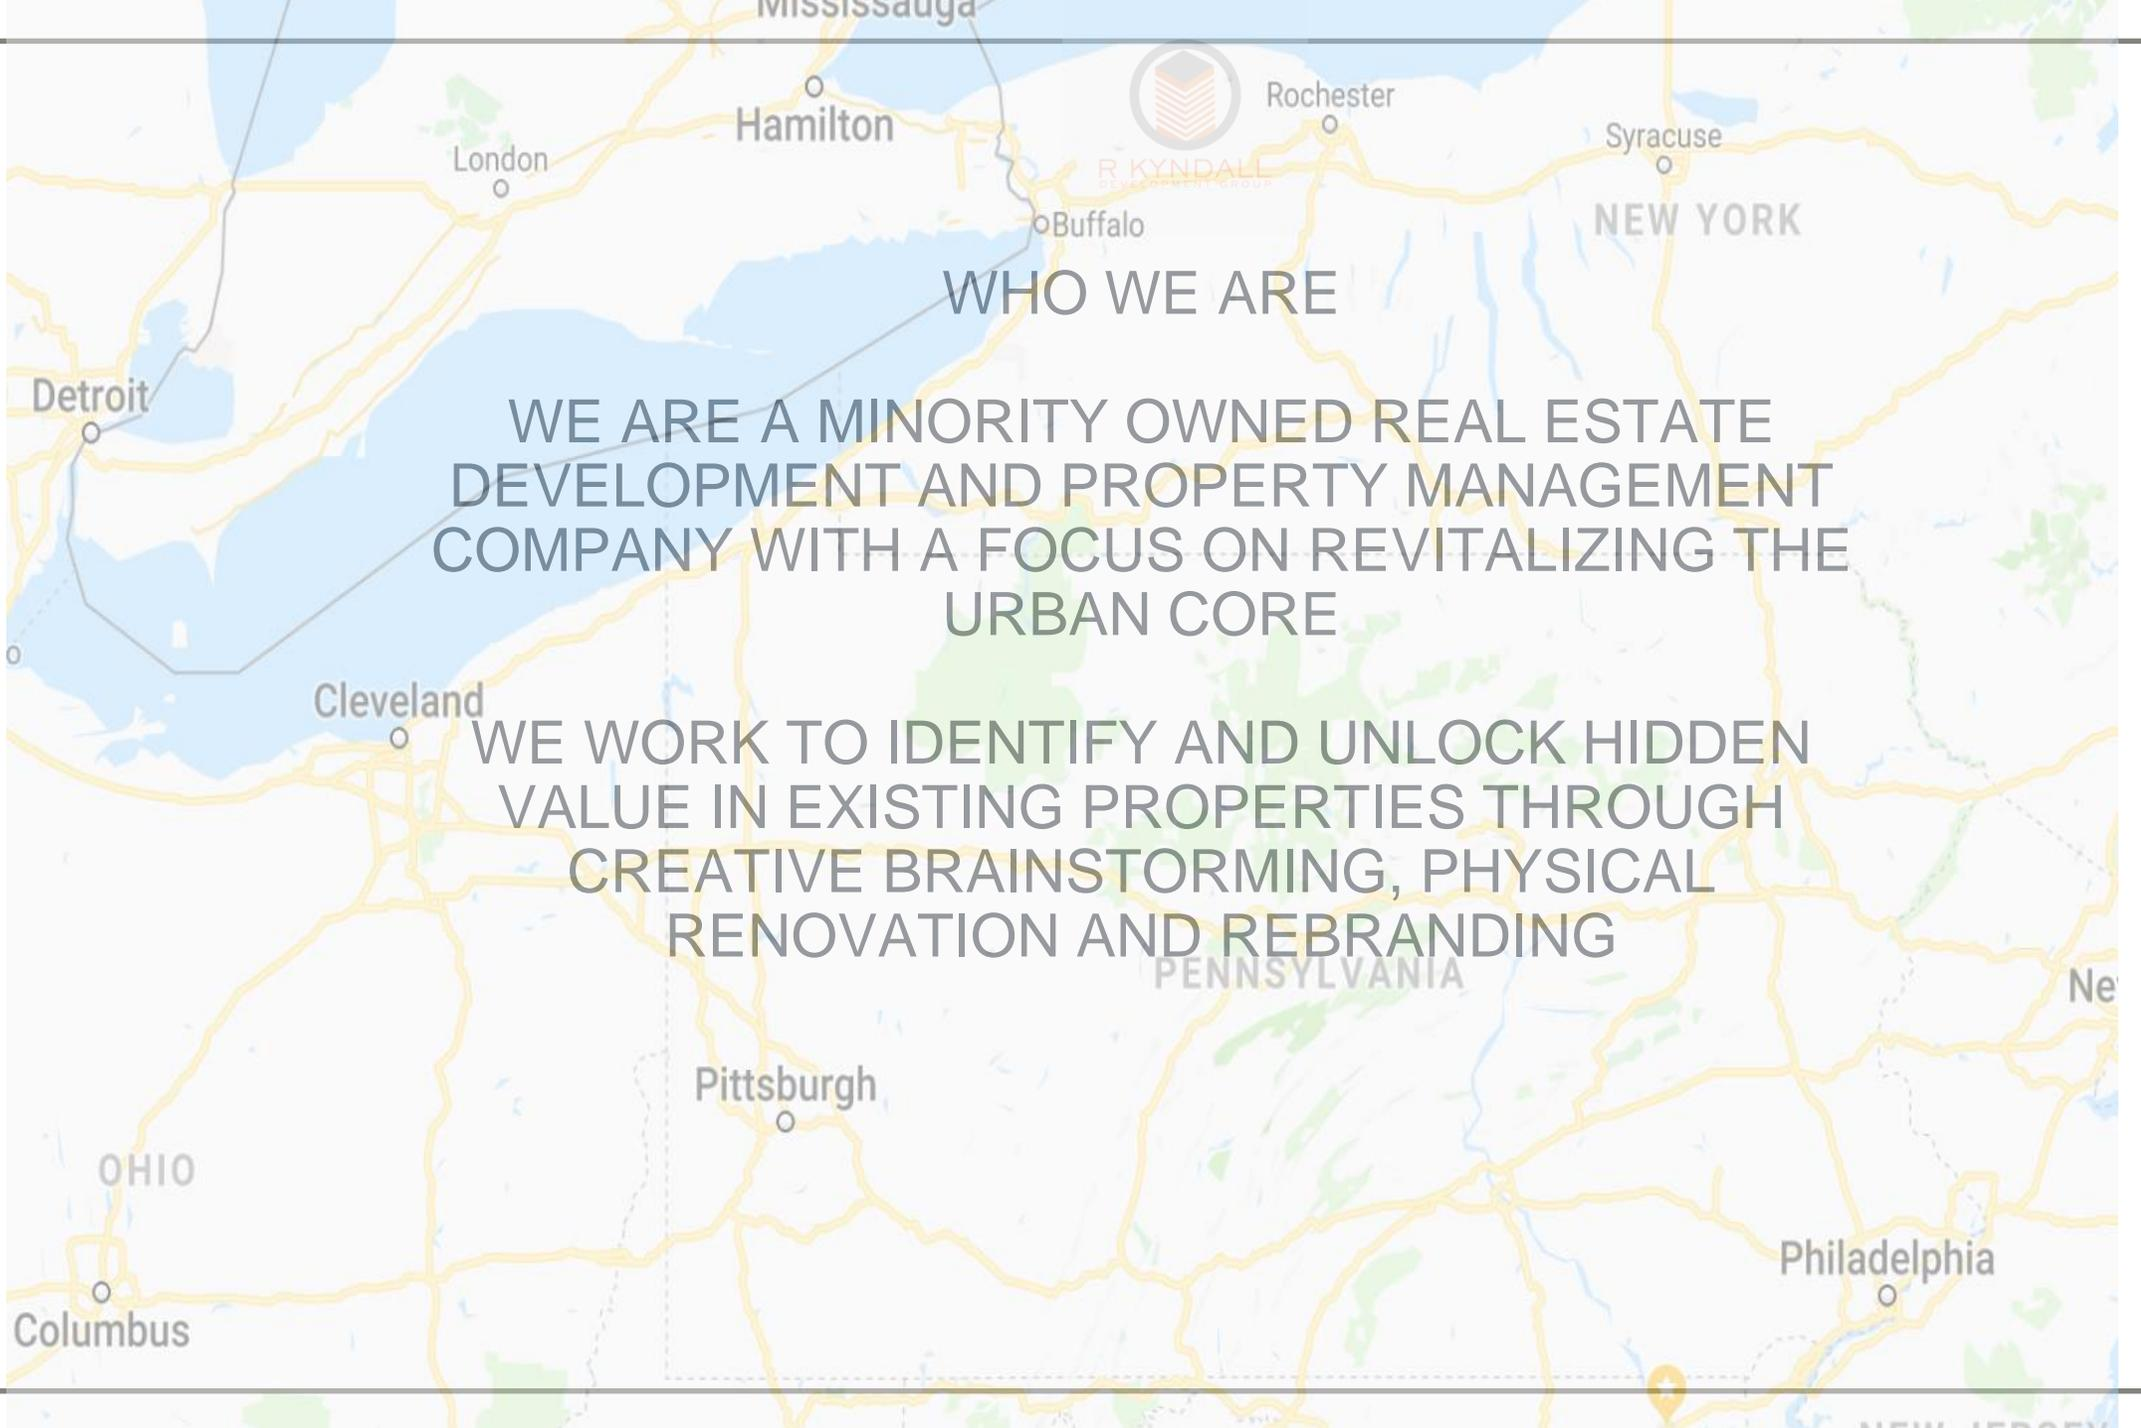 Mississauga
Hamilton
Rochester
London
Syracuse
R KYNDALL
DEVELOPMENT GROUP
Buffalo
NEW YORK
WHO WE ARE
Detroit
WE ARE A MINORITY OWNED REAL ESTATE
DEVELOPMENT AND PROPERTY MANAGEMENT
COMPANY WITH A FOCUS ON REVITALIZING THE
URBAN CORE
Cleveland
WE WORK TO IDENTIFY AND UNLOCK HIDDEN
VALUE IN EXISTING PROPERTIES THROUGH
CREATIVE BRAINSTORMING, PHYSICAL
RENOVATION AND REBRANDING
PENNSYLVANIA
Ne
Pittsburgh
OHIO
Philadelphia
Columbus
NEW JERSEY